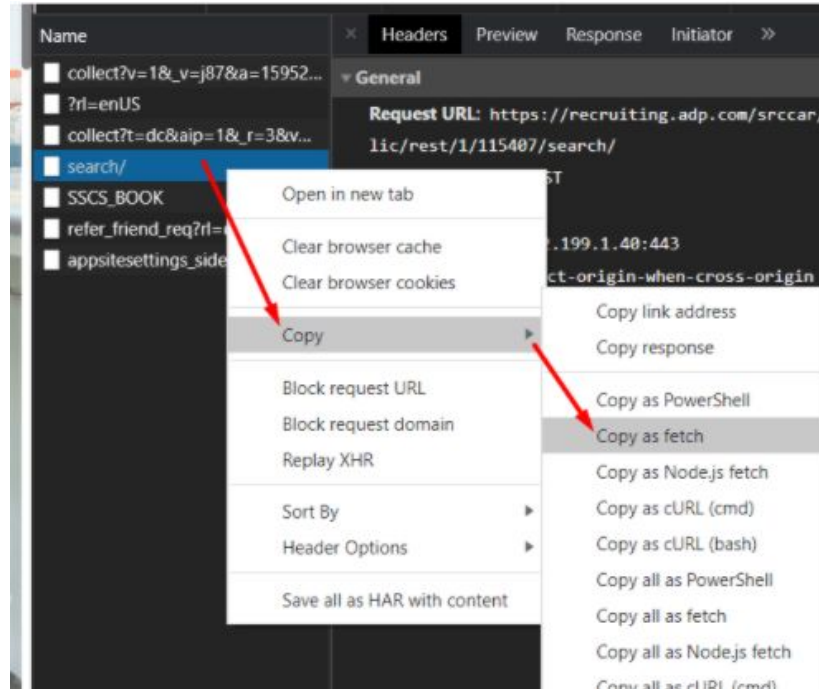 Name
× Headers Preview Response Initiator »
collect?v=1&_v=j87&a=15952...
?rl=enUS
collect?t=dc&aip=1&_r=3&v...
search/
SSCS_BOOK
refer_friend_req?rl=
appsitesettings_side
General
Request URL: https://recruiting.adp.com/srccar/
lic/rest/1/115407/search/
ST
.199.1.40:443
ct-origin-when-cross-origin
Open in new tab
Clear browser cache
Clear browser cookies
Copy
Block request URL
Block request domain
Replay XHR
Sort By
Header Options
Save all as HAR with content
Copy link address
Copy response
Copy as PowerShell
Copy as fetch
Copy as Node.js fetch
Copy as cURL (cmd)
Copy as cURL (bash)
Copy all as PowerShell
Copy all as fetch
Copy all as Node.js fetch
Copy all as cURL (cmd)